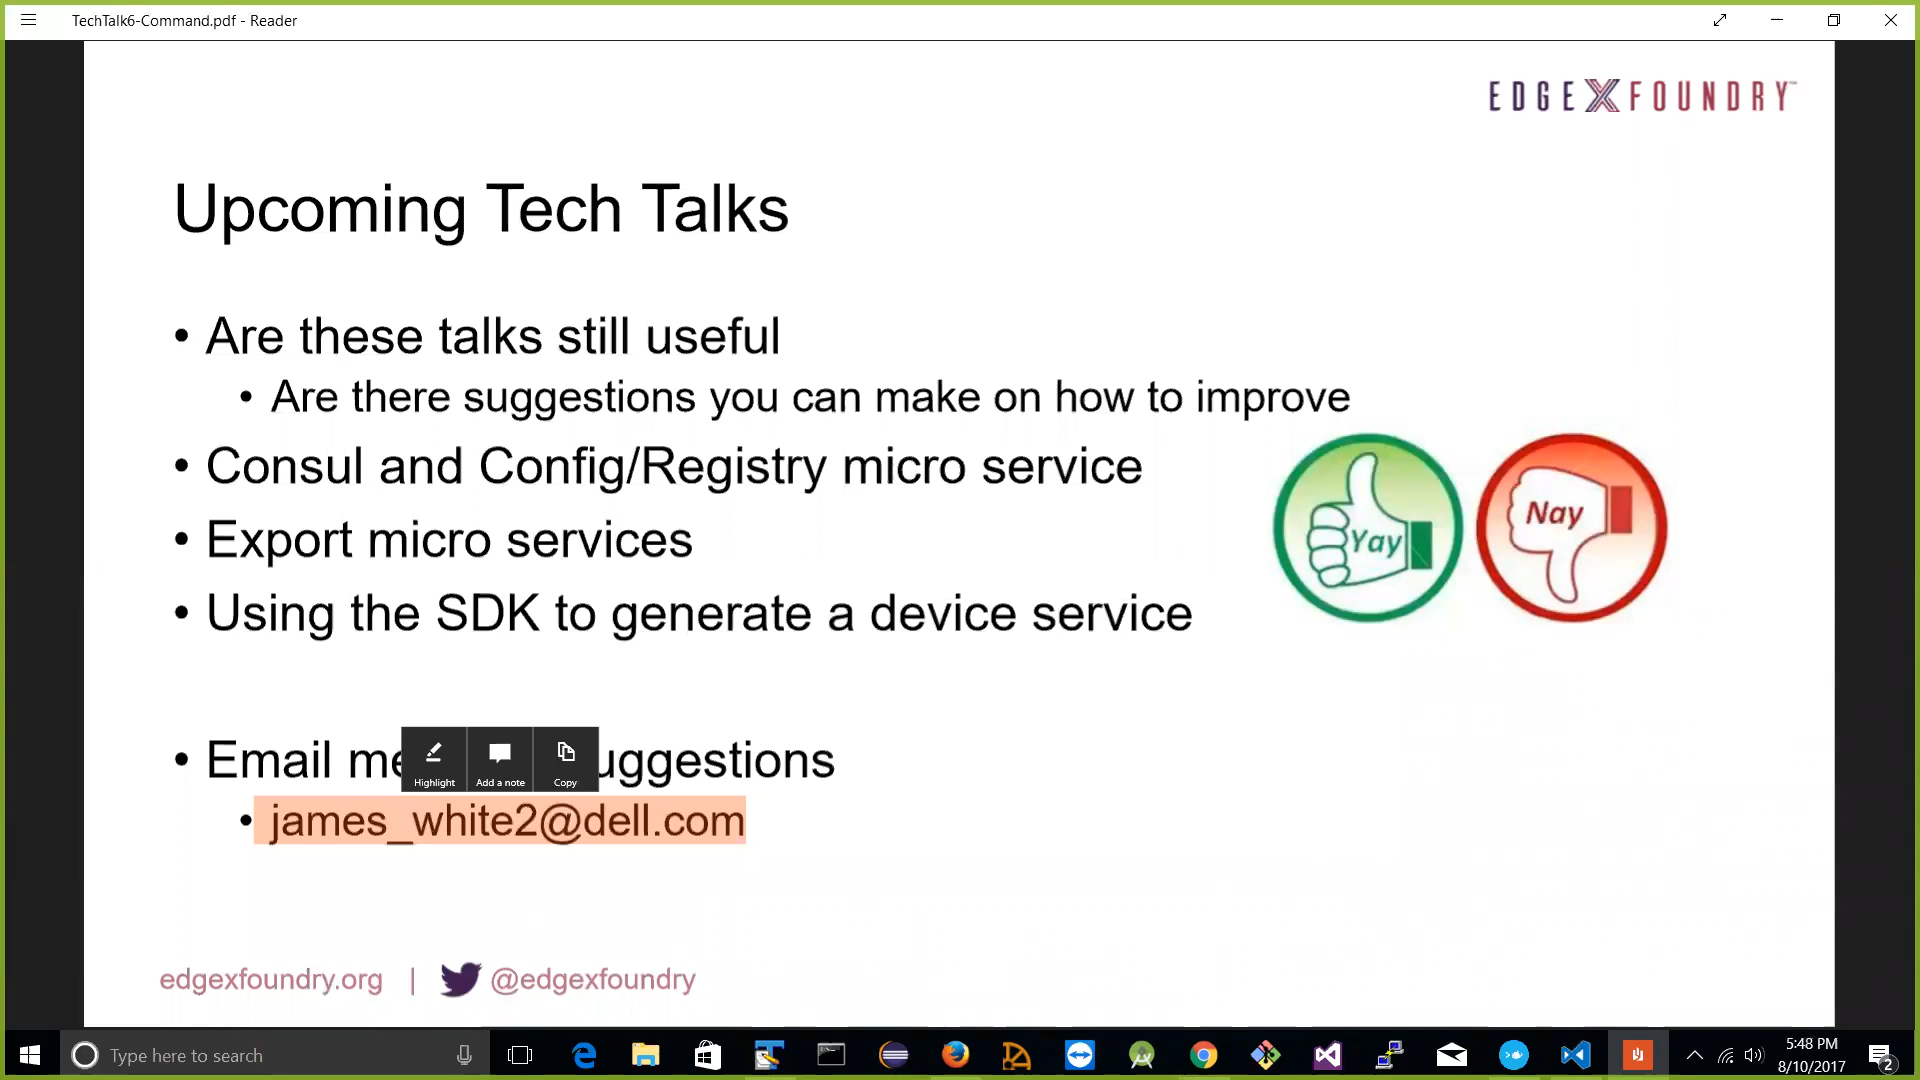 TechTalk6-Command.pdf - Reader
EDGE X FOUNDRY™
Upcoming Tech Talks
• Are these talks still useful
• Are there suggestions you can make on how to improve
• Consul and Config/Registry micro service
Yay
Nay
• Export micro services
• Using the SDK to generate a device service
• Email me uggestions
Highlight
Add a note
Copy
• james_white2@dell.com
edgexfoundry.org | @edgexfoundry
Type here to search
5:48 PM
8/10/2017
2